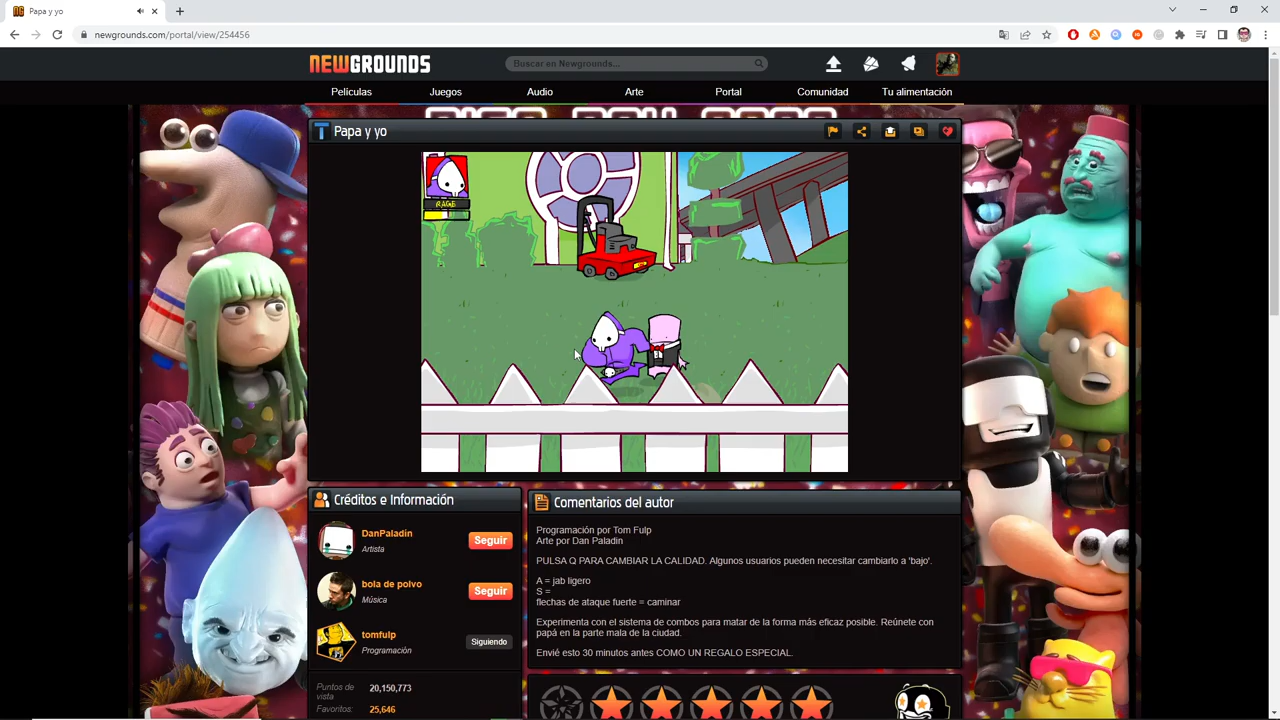 Papa y yo
newgrounds.com/portal/view/254456
NEWGROUNDS
Buscar en Newgrounds...
Películas Juegos Audio Arte Portal Comunidad Tu alimentación
Papa y yo
RAGE
Créditos e Información
DanPaladin
Artista
Seguir
bola de polvo
Música
Seguir
tomfulp
Programación
Siguiendo
Puntos de vista
20,150,773
Favoritos:
25,646
Comentarios del autor
Programación por Tom Fulp
Arte por Dan Paladin
PULSA Q PARA CAMBIAR LA CALIDAD. Algunos usuarios pueden necesitar cambiarlo a 'bajo'.
A = jab ligero
S =
flechas de ataque fuerte = caminar
Experimenta con el sistema de combos para matar de la forma más eficaz posible. Reúnete con
papá en la parte mala de la ciudad.
Envié esto 30 minutos antes COMO UN REGALO ESPECIAL.